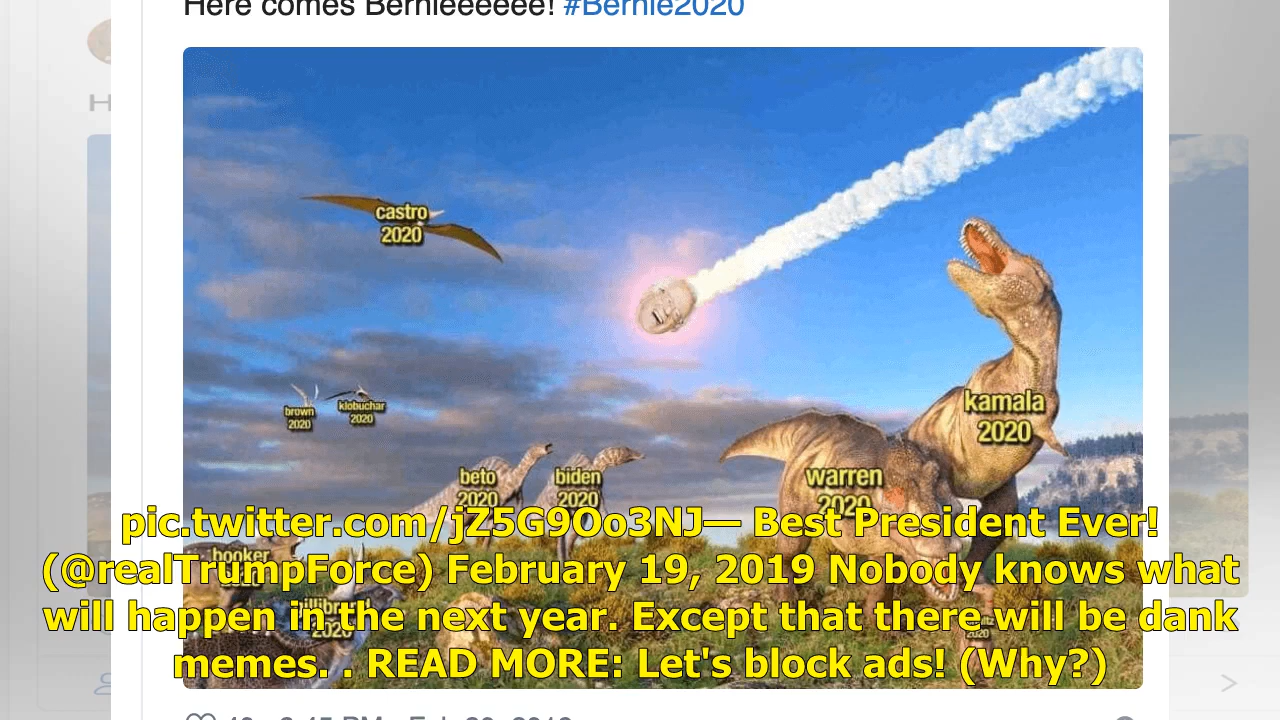 Here comes Bernieeeeee! #Bernie2020
castro
2020
brown
2020
klobuchar
2020
kamala
2020
beto
2020
biden
2020
warren
2020
booker
2020
pic.twitter.com/jZ5G9Oo3NJ— Best President Ever!
(@realTrumpForce) February 19, 2019 Nobody knows what
will happen in the next year. Except that there will be dank
memes. . READ MORE: Let's block ads! (Why?)